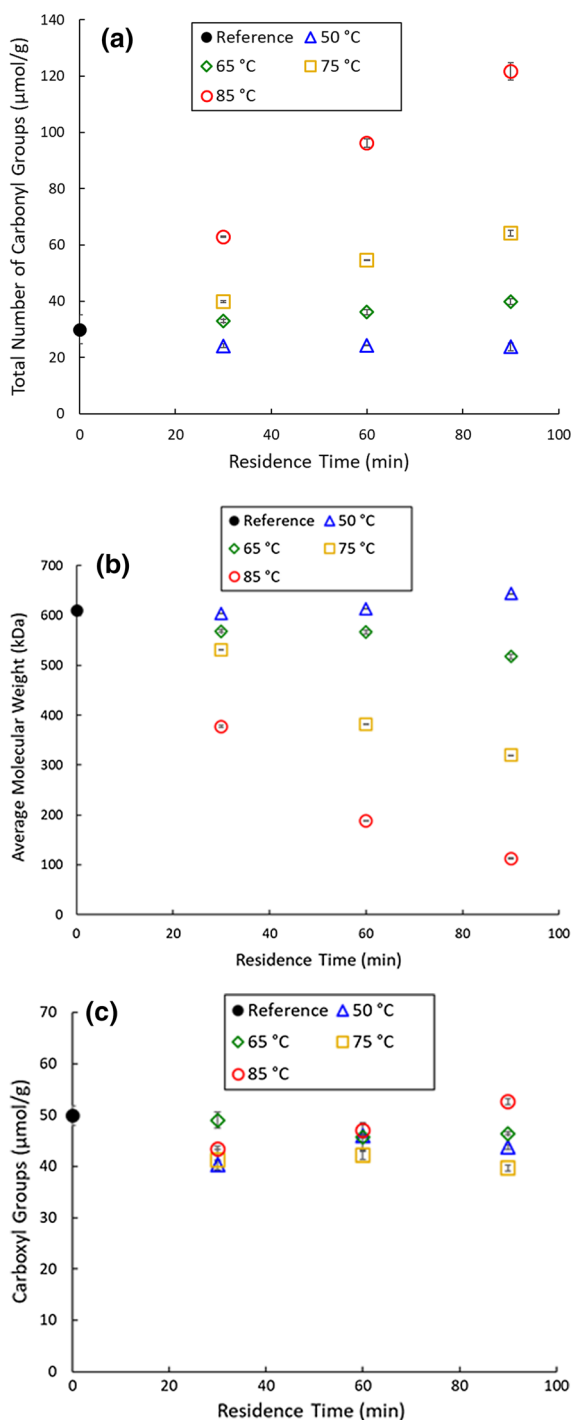 (a)
Reference 50 °C
65 °C 75 °C
85 °C
Total Number of Carbonyl Groups (µmol/g)
140
120
100
80
60
40
20
0
0 20 40 60 80 100
Residence Time (min)
(b)
Reference 50 °C
65 °C 75 °C
85 °C
Average Molecular Weight (kDa)
700
600
500
400
300
200
100
0
0 20 40 60 80 100
Residence Time (min)
(c)
Reference 50 °C
65 °C 75 °C
85 °C
Carboxyl Groups (µmol/g)
70
60
50
40
30
20
10
0
0 20 40 60 80 100
Residence Time (min)